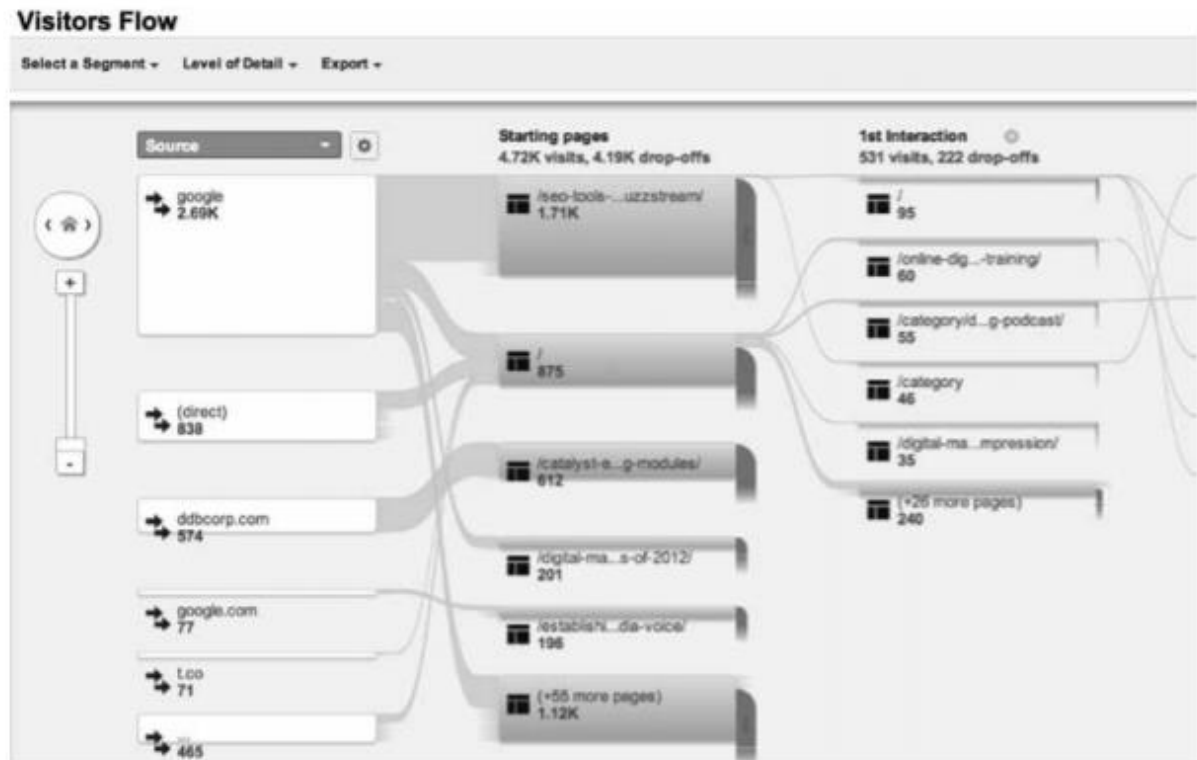 Visitors Flow
Select a Segment Level of Detail Export
Source
google
2.69K
(direct)
838
ddbcorp.com
574
google.com
77
t.co
71
...
465
Starting pages
4.72K visits, 4.19K drop-offs
/seo-tools-...uzzstream/
1.71K
/
875
/catalyst-e...g-modules/
612
/digital-ma...s-of-2012/
201
/establishi...dia-voice/
196
(+55 more pages)
1.12K
1st Interaction
531 visits, 222 drop-offs
/
95
/online-dig...-training/
60
/category/d...g-podcast/
55
/category
46
/digital-ma...mpression/
35
(+26 more pages)
240